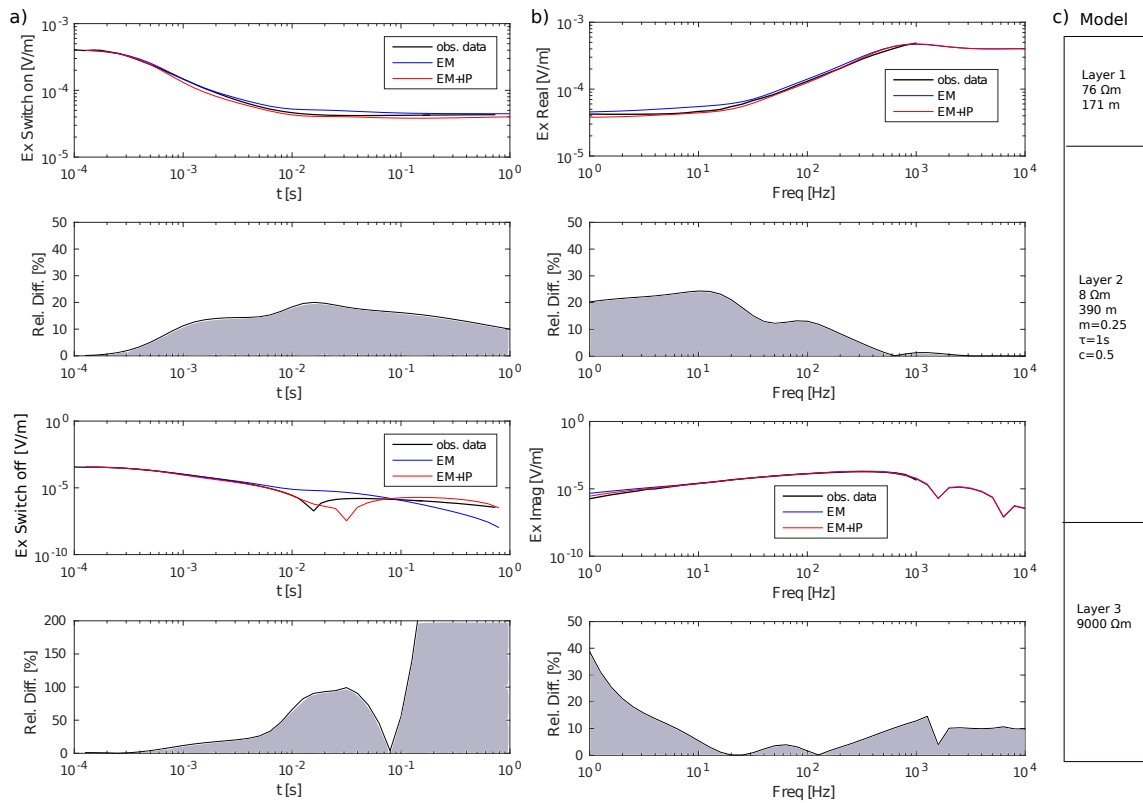 a)
10^-3
10^-4
10^-5
Ex Switch on [V/m]
obs. data
EM
EM+IP
10^-4
10^-3
10^-2
10^-1
10^0
t [s]
b)
10^-3
10^-4
10^-5
Ex Real [V/m]
obs. data
EM
EM+IP
10^0
10^1
10^2
10^3
10^4
Freq [Hz]
c) Model
Layer 1
76 Ωm
171 m
Layer 2
8 Ωm
390 m
m=0.25
τ=1s
c=0.5
Layer 3
9000 Ωm
50
40
30
20
10
0
Rel. Diff. [%]
10^-4
10^-3
10^-2
10^-1
10^0
t [s]
50
40
30
20
10
0
Rel. Diff. [%]
10^0
10^1
10^2
10^3
10^4
Freq [Hz]
10^0
10^-5
10^-10
Ex Switch off [V/m]
obs. data
EM
EM+IP
10^-4
10^-3
10^-2
10^-1
10^0
t [s]
10^0
10^-5
10^-10
Ex Imag [V/m]
obs. data
EM
EM+IP
10^0
10^1
10^2
10^3
10^4
Freq [Hz]
200
150
100
50
0
Rel. Diff. [%]
10^-4
10^-3
10^-2
10^-1
10^0
t [s]
50
40
30
20
10
0
Rel. Diff. [%]
10^0
10^1
10^2
10^3
10^4
Freq [Hz]